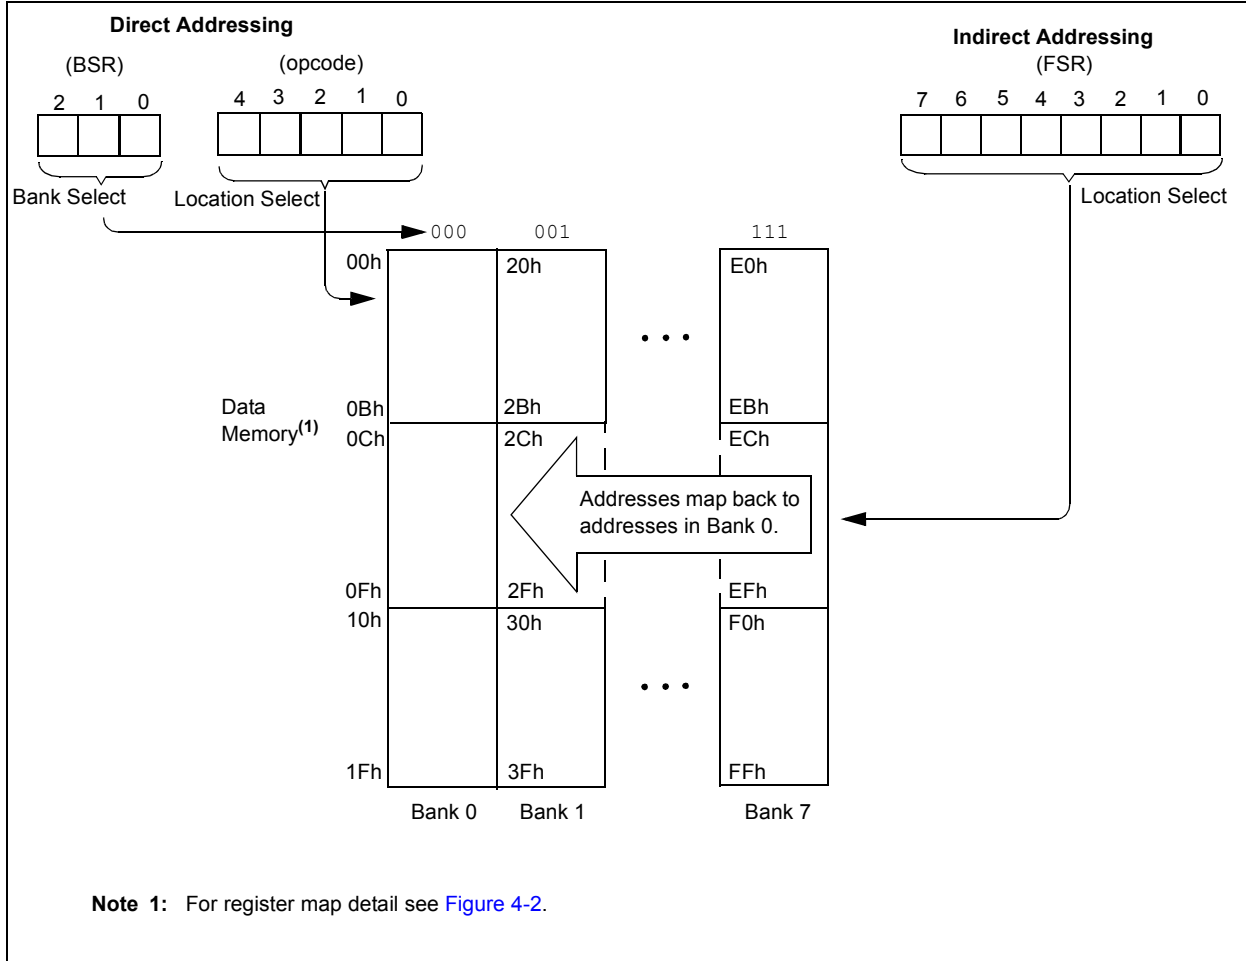 Direct Addressing
Indirect Addressing
(BSR) (opcode)
(FSR)
2 1 0 4 3 2 1 0
7 6 5 4 3 2 1 0
Bank Select Location Select
Location Select
000 001 111
00h 20h E0h
Data
Memory(1)
0Bh 2Bh EBh
0Ch 2Ch ECh
Addresses map back to
addresses in Bank 0.
0Fh 2Fh EFh
10h 30h F0h
1Fh 3Fh FFh
Bank 0 Bank 1 Bank 7
Note 1: For register map detail see Figure 4-2.